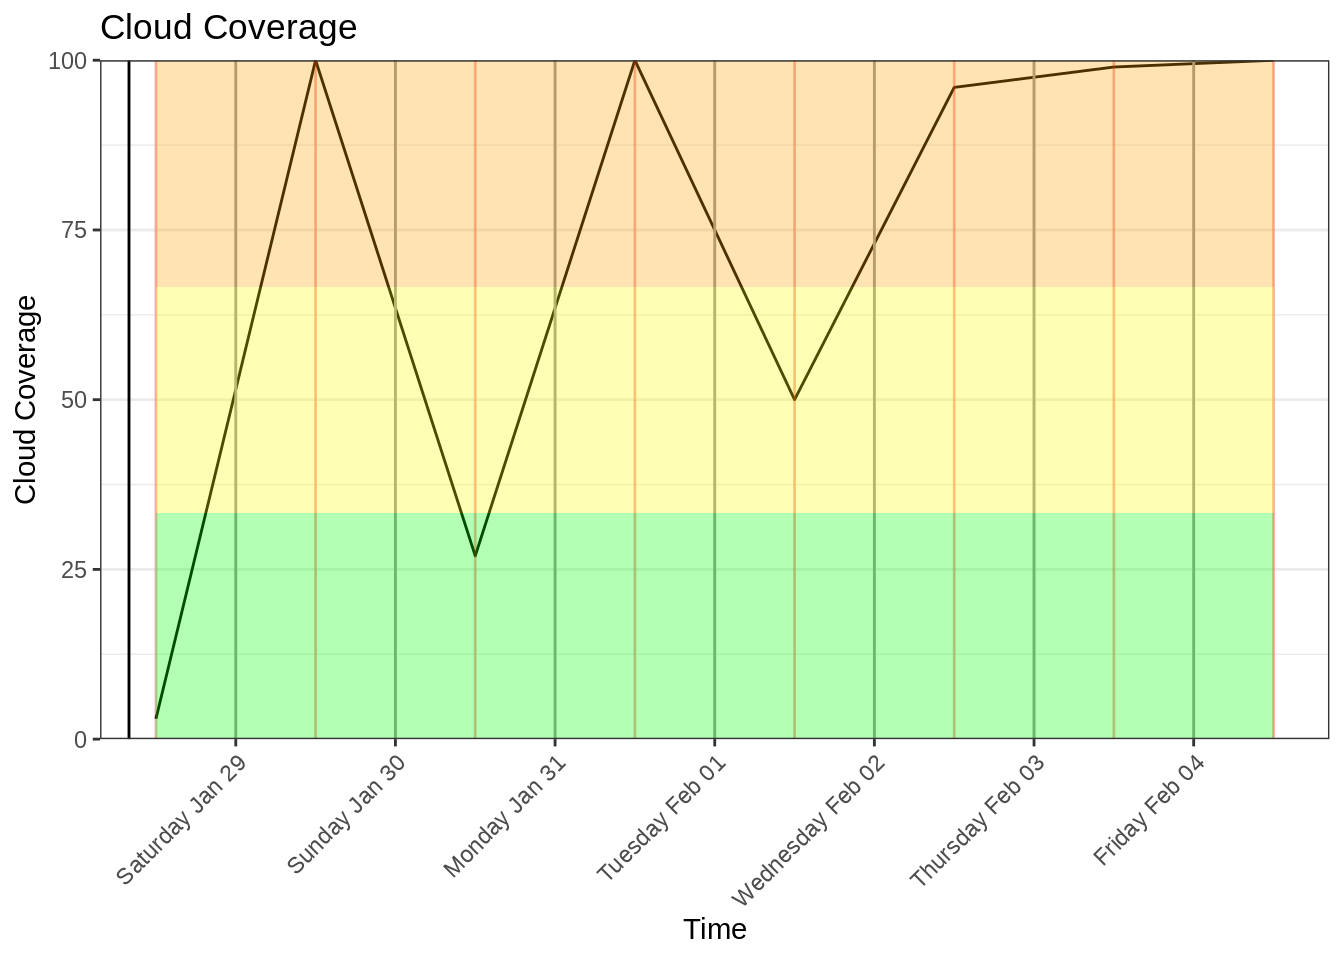 Cloud Coverage
Cloud Coverage
100
75
50
25
0
Saturday Jan 29
Sunday Jan 30
Monday Jan 31
Tuesday Feb 01
Wednesday Feb 02
Thursday Feb 03
Friday Feb 04
Time